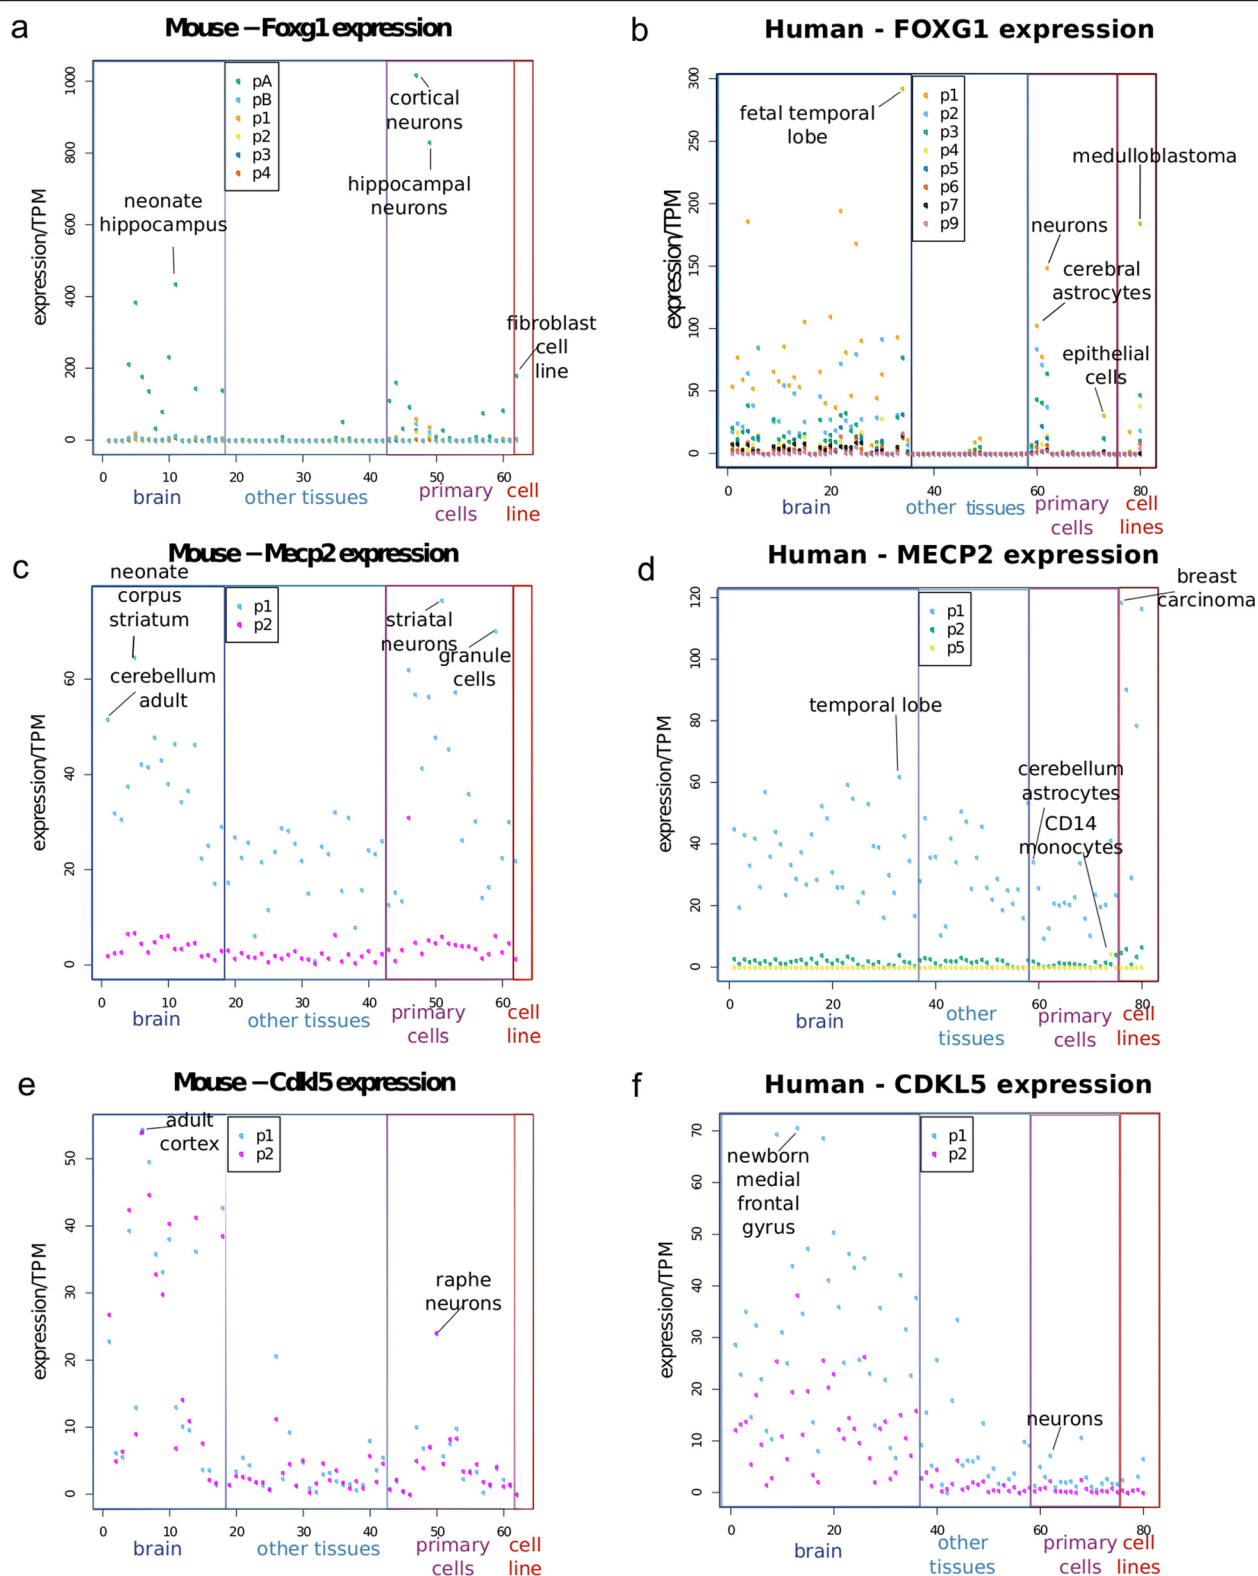 a
Mouse – Foxg1 expression
1000
800
600
400
200
0
expression/TPM
pA
pB
p1
p2
p3
p4
cortical
neurons
hippocampal
neurons
neonate
hippocampus
fibroblast
cell
line
0 10 20 30 40 50 60
brain
other tissues
primary
cells
cell
line
b
Human - FOXG1 expression
300
250
200
150
100
50
0
expression/TPM
p1
p2
p3
p4
p5
p6
p7
p9
fetal temporal
lobe
medulloblastoma
neurons
cerebral
astrocytes
epithelial
cells
0 20 40 60 80
brain
other tissues
primary
cells
cell
lines
c
Mouse – Mecp2 expression
60
40
20
0
expression/TPM
neonate
corpus
striatum
cerebellum
adult
p1
p2
striatal
neurons
granule
cells
0 10 20 30 40 50 60
brain
other tissues
primary
cells
cell
line
d
Human - MECP2 expression
120
100
80
60
40
20
0
expression/TPM
p1
p2
p5
breast
carcinoma
temporal lobe
cerebellum
astrocytes
CD14
monocytes
0 20 40 60 80
brain
other
tissues
primary
cells
cell
lines
e
Mouse – Cdkl5 expression
50
40
30
20
10
0
expression/TPM
adult
cortex
p1
p2
raphe
neurons
0 10 20 30 40 50 60
brain
other tissues
primary
cells
cell
line
f
Human - CDKL5 expression
70
60
50
40
30
20
10
0
expression/TPM
p1
p2
newborn
medial
frontal
gyrus
neurons
0 20 40 60 80
brain
other
tissues
primary
cells
cell
lines